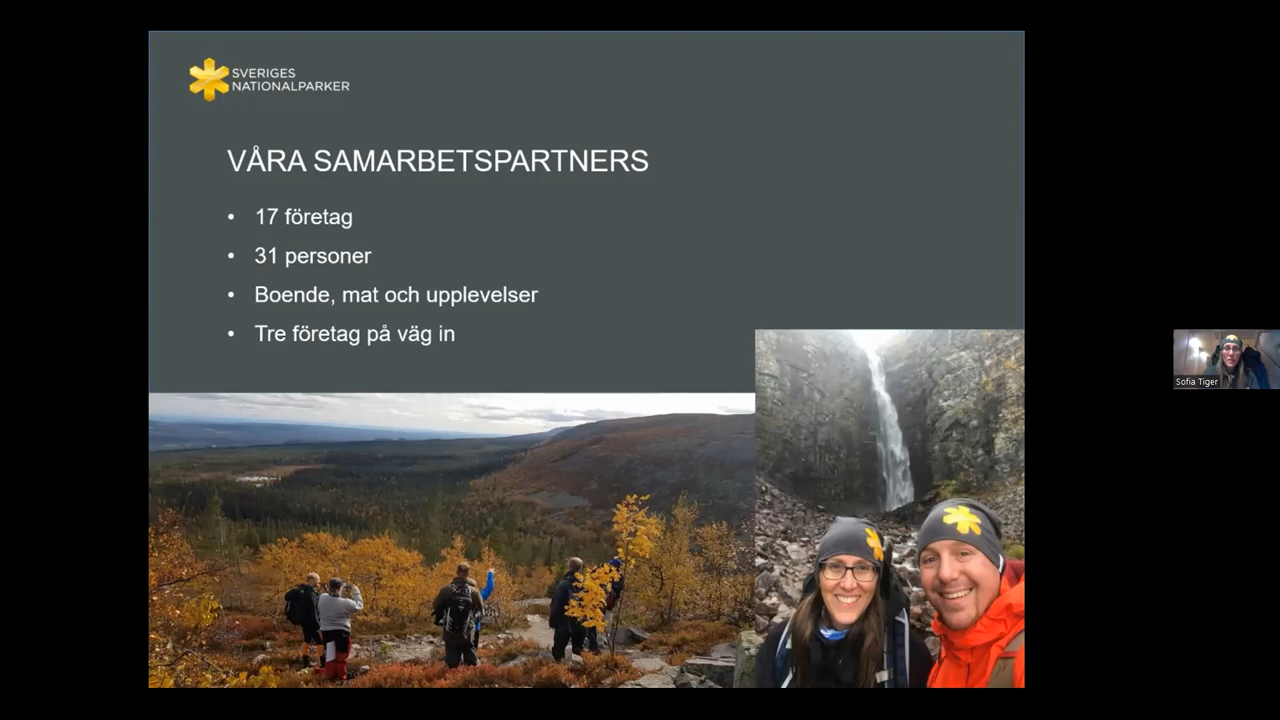 SVERIGES
NATIONALPARKER
VÅRA SAMARBETSPARTNERS
• 17 företag
• 31 personer
• Boende, mat och upplevelser
• Tre företag på väg in
Sofia Tiger